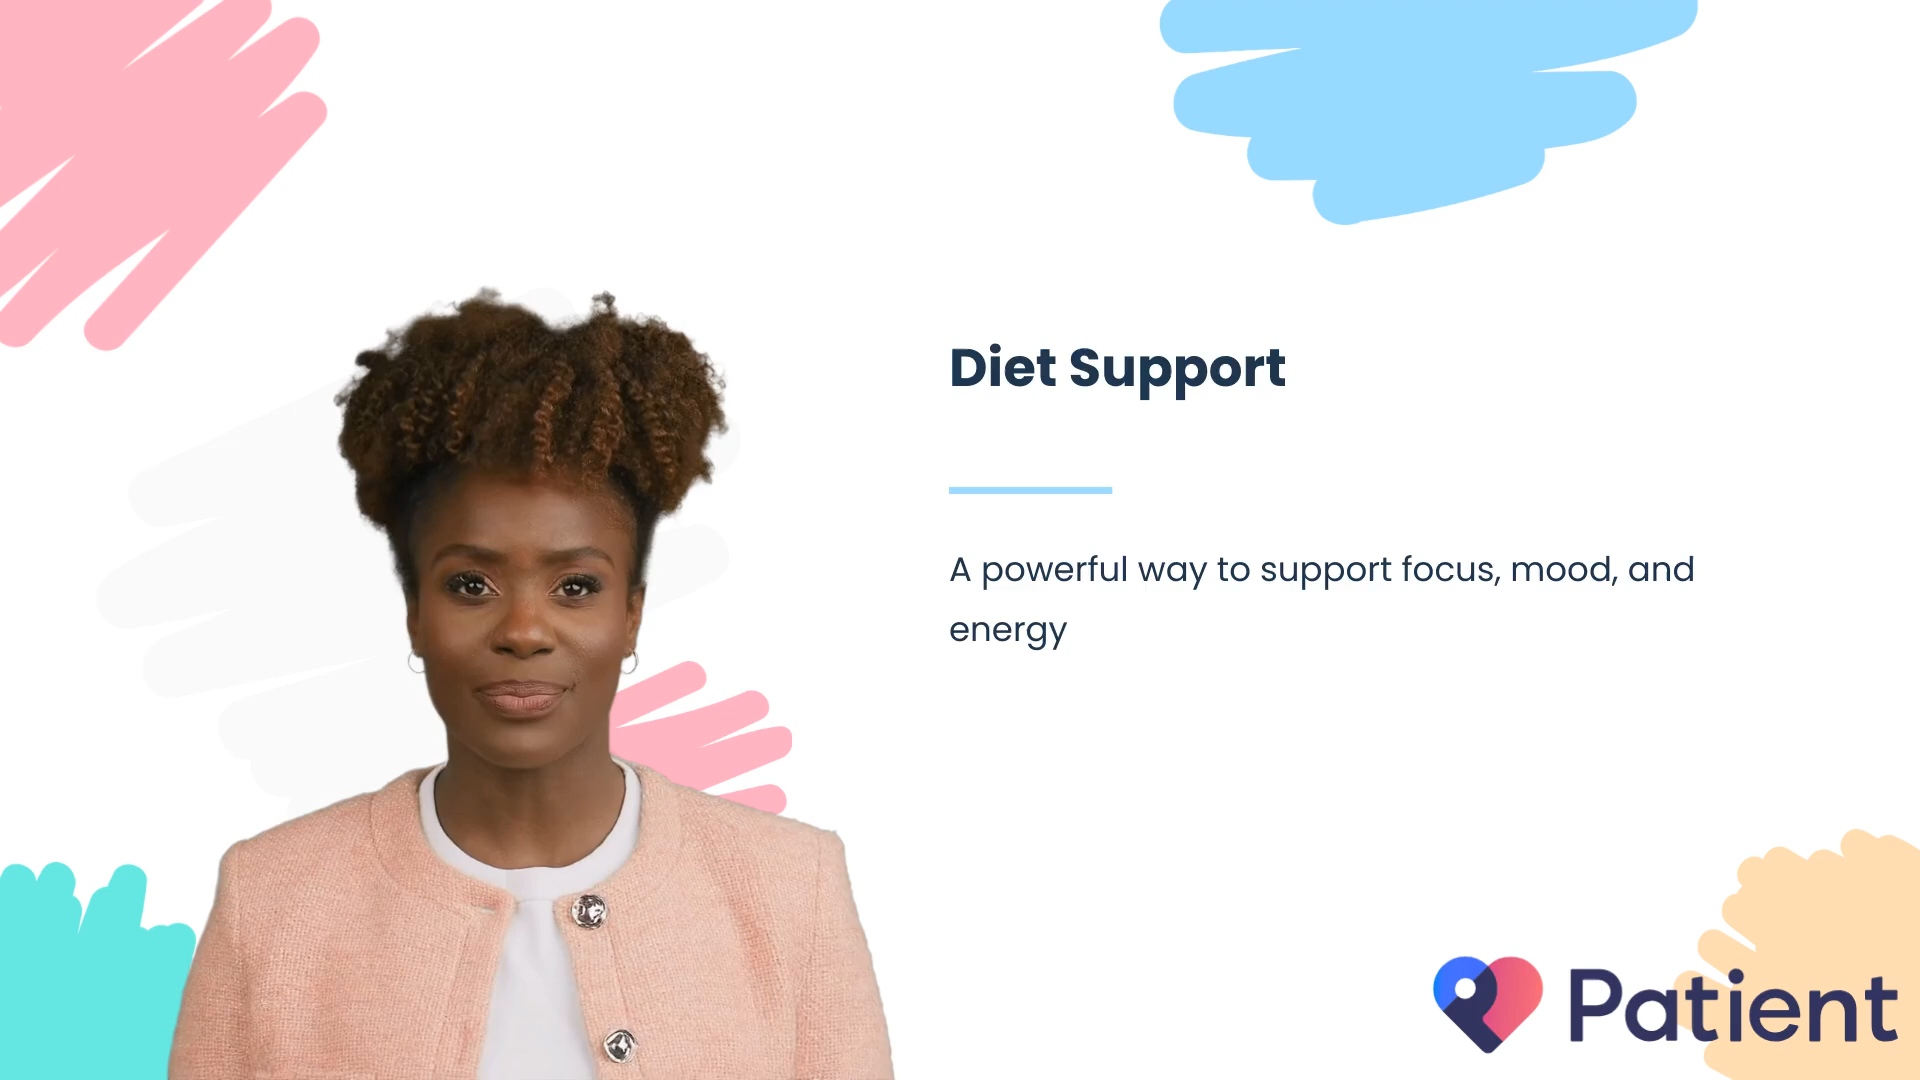 Diet Support
A powerful way to support focus, mood, and
energy
Patient